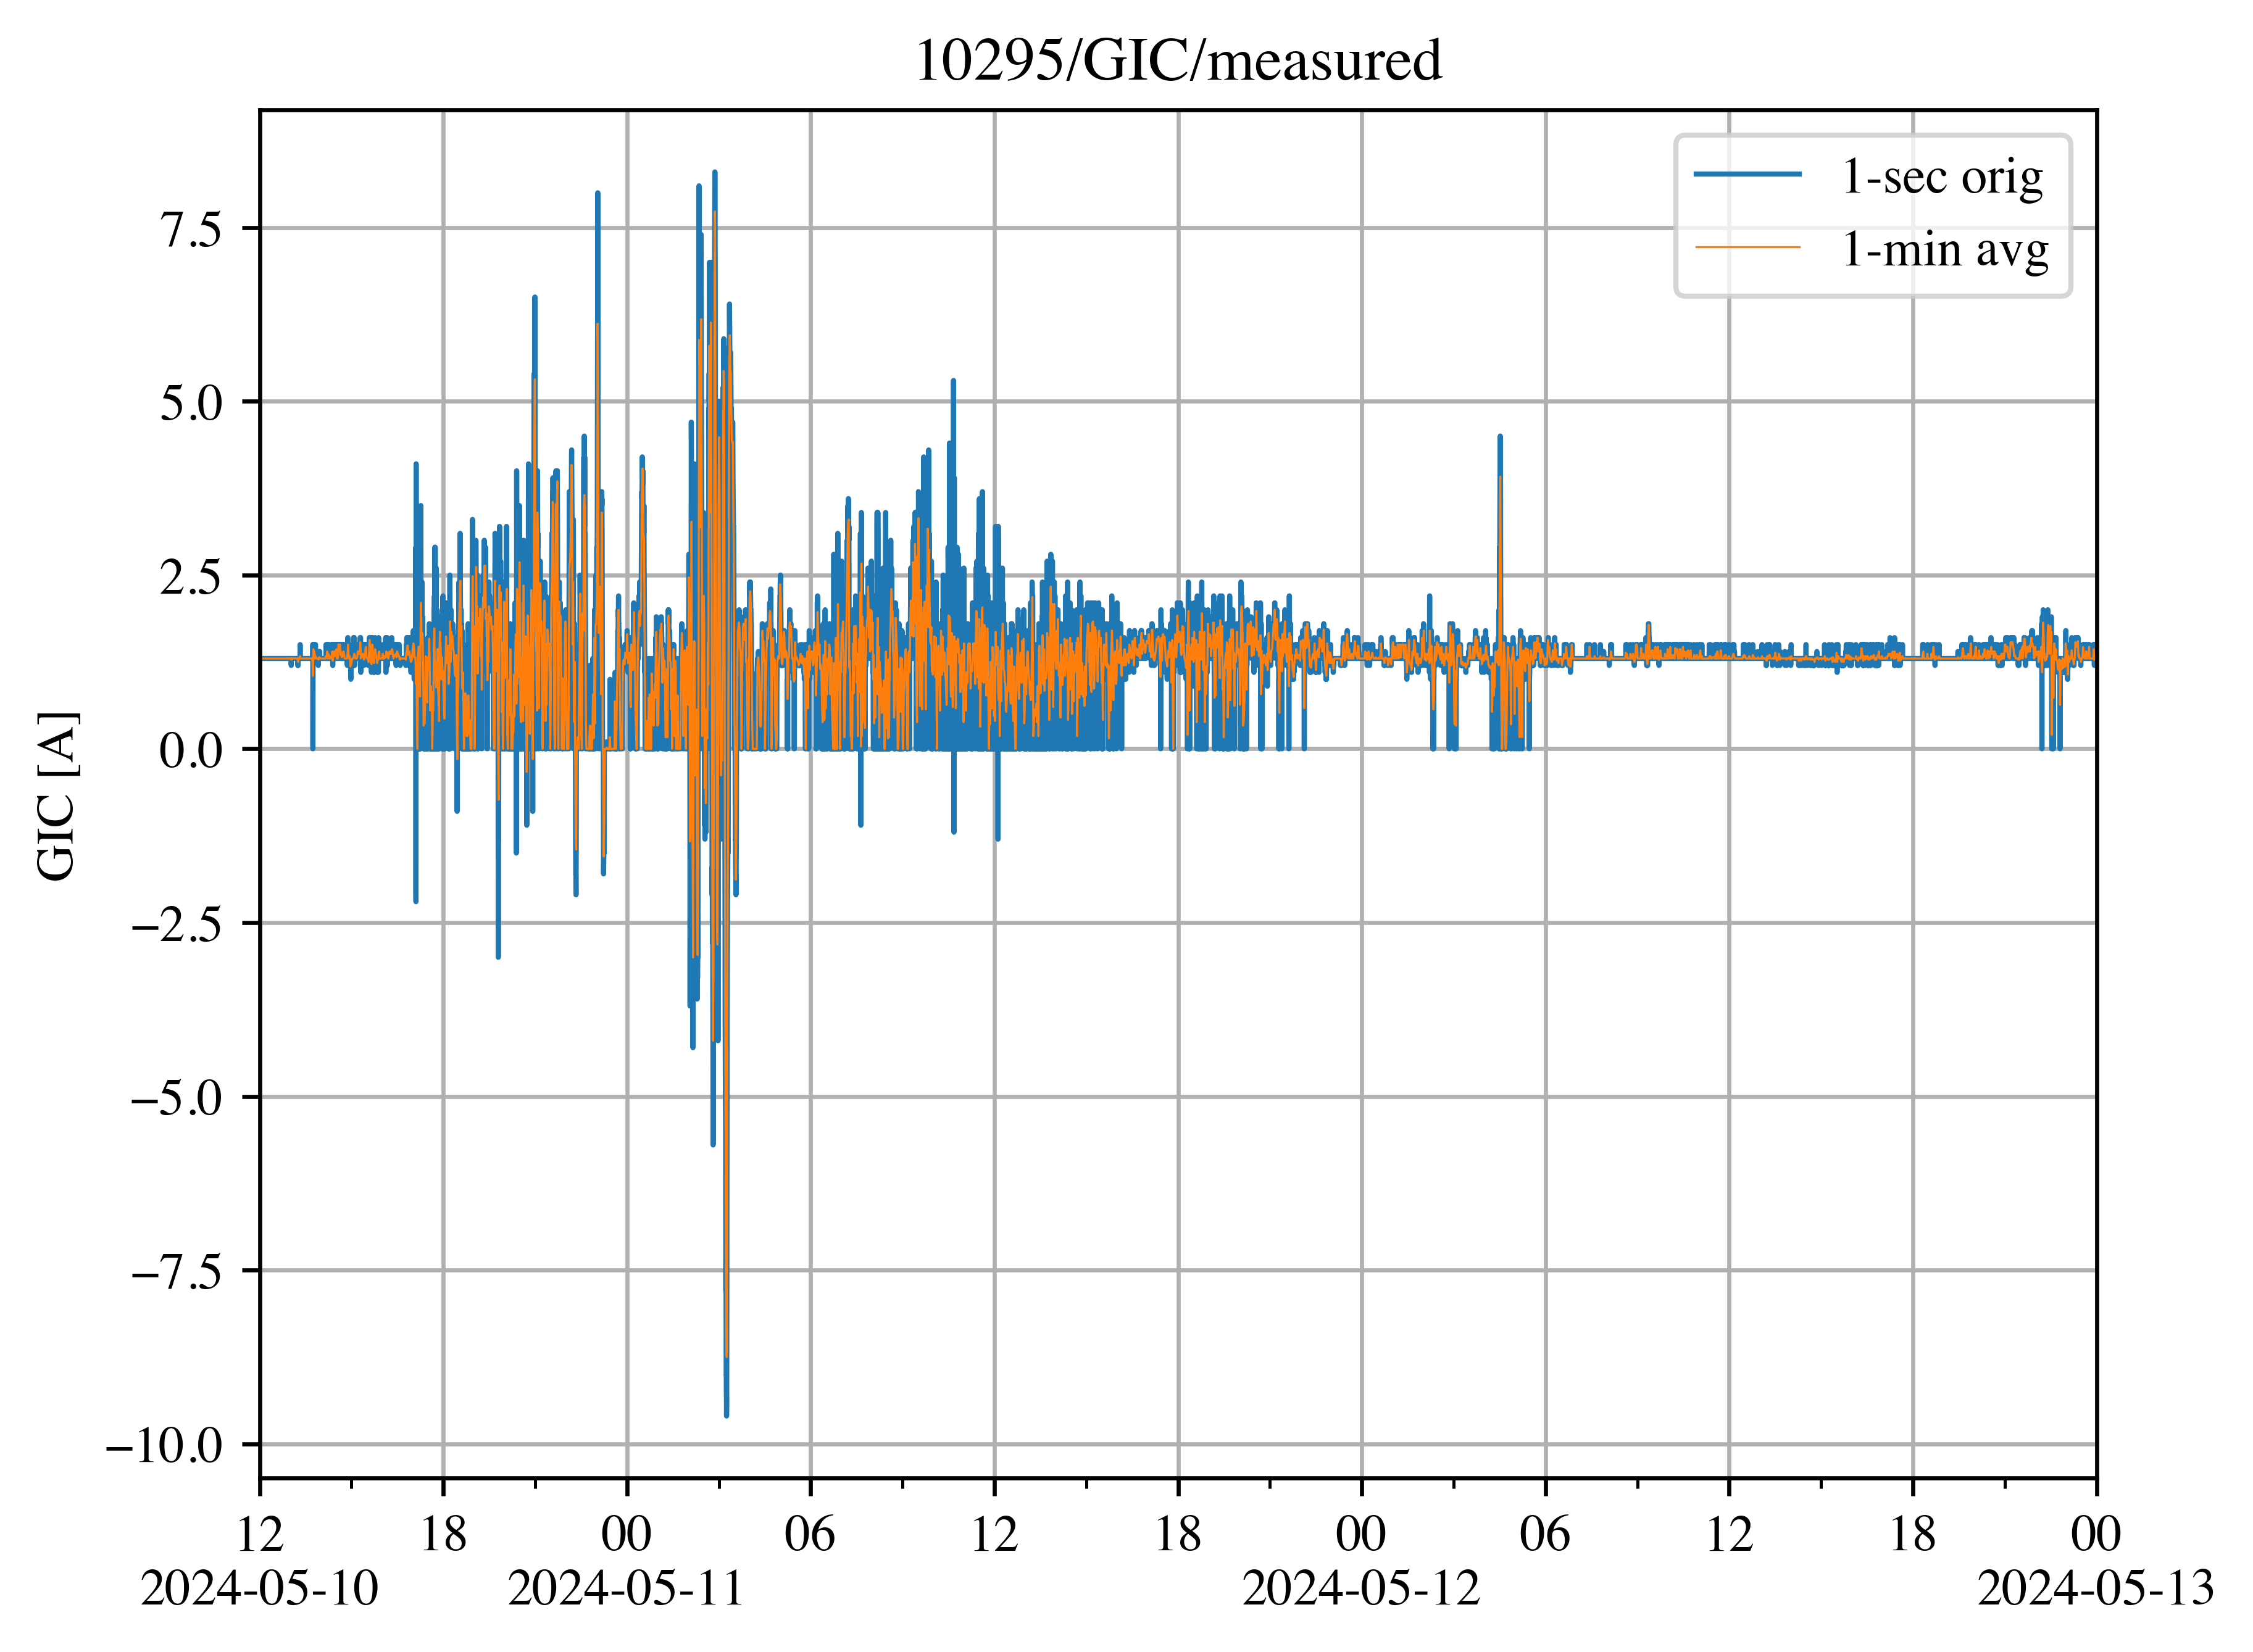 10295/GIC/measured
1-sec orig
1-min avg
GIC [A]
7.5
5.0
2.5
0.0
−2.5
−5.0
−7.5
−10.0
12 18 00 06 12 18 00 06 12 18 00
2024-05-10 2024-05-11 2024-05-12 2024-05-13